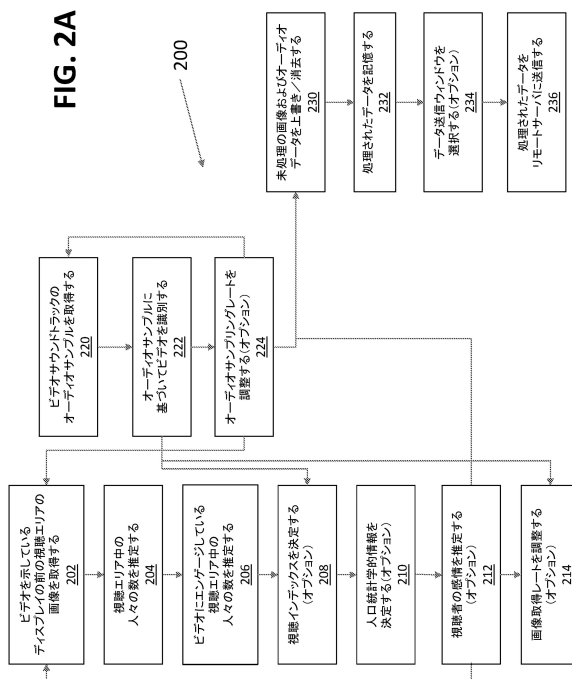 FIG. 2A
200
ビデオを示している
ディスプレイの前の視聴エリアの
画像を取得する
202
視聴エリア中の
人々の数を推定する
204
ビデオにエンゲージしている
視聴エリア中の
人々の数を推定する
206
視聴インデックスを決定する
(オプション)
208
人口統計学的情報を
決定する(オプション)
210
視聴者の感情を推定する
(オプション)
212
画像取得レートを調整する
(オプション)
214
ビデオサウンドトラックの
オーディオサンプルを取得する
220
オーディオサンプルに
基づいてビデオを識別する
222
オーディオサンプリングレートを
調整する(オプション)
224
未処理の画像およびオーディオ
データを上書き/消去する
230
処理されたデータを記憶する
232
データ送信ウィンドウを
選択する(オプション)
234
処理されたデータを
リモートサーバに送信する
236